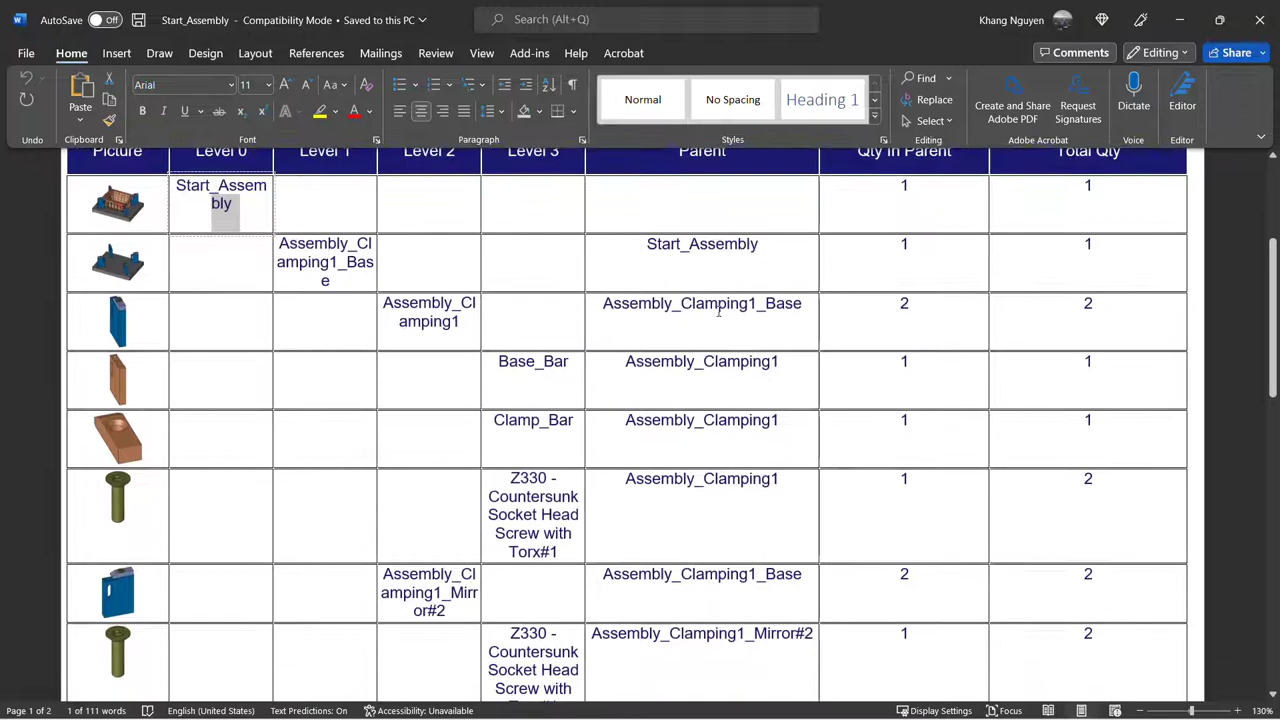 AutoSave Off Start_Assembly - Compatibility Mode • Saved to this PC Search (Alt+Q) Khang Nguyen
File Home Insert Draw Design Layout References Mailings Review View Add-ins Help Acrobat Comments Editing Share
Paste
Arial 11 Aa
B I U ab
Normal No Spacing Heading 1
Find
Replace
Select
Create and Share Adobe PDF
Request Signatures
Dictate
Editor
Undo Clipboard Font Paragraph Styles Editing Adobe Acrobat Voice Editor
Picture Level 0 Level 1 Level 2 Level 3 Parent Qty In Parent Total Qty
Start_Assem 1 1
bly
Assembly_Cl Start_Assembly 1 1
amping1_Bas
e
Assembly_Cl Assembly_Clamping1_Base 2 2
amping1
Base_Bar Assembly_Clamping1 1 1
Clamp_Bar Assembly_Clamping1 1 1
Z330 - Assembly_Clamping1 1 2
Countersunk
Socket Head
Screw with
Torx#1
Assembly_Cl Assembly_Clamping1_Base 2 2
amping1_Mirr
or#2
Z330 - Assembly_Clamping1_Mirror#2 1 2
Countersunk
Socket Head
Screw with
Page 1 of 2 1 of 111 words English (United States) Text Predictions: On Accessibility: Unavailable Display Settings Focus 130%